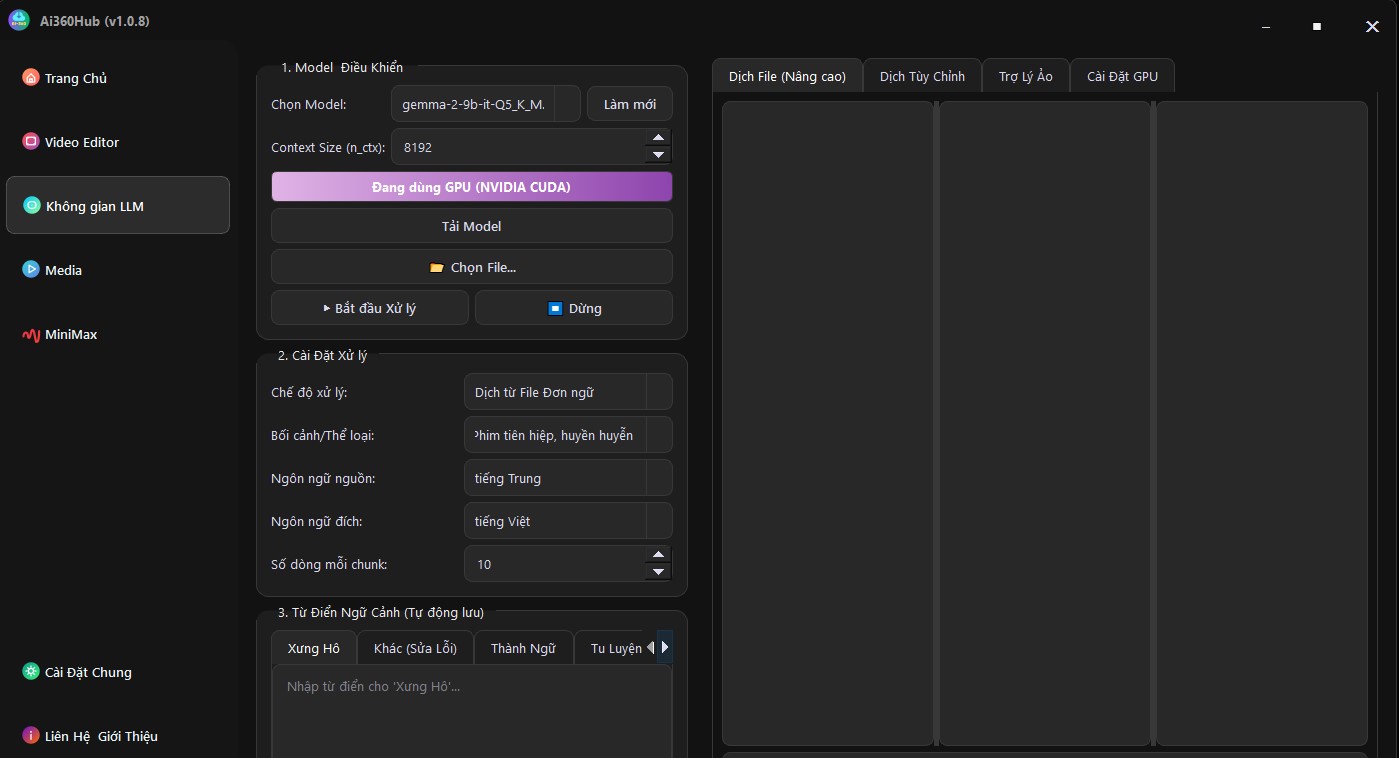 Ai360Hub (v1.0.8)
Trang Chủ
Video Editor
Không gian LLM
Media
MiniMax
Cài Đặt Chung
Liên Hệ  Giới Thiệu
1. Model  Điều Khiển
Chọn Model:
gemma-2-9b-it-Q5_K_M.
Làm mới
Context Size (n_ctx):
8192
Đang dùng GPU (NVIDIA CUDA)
Tải Model
Chọn File...
Bắt đầu Xử lý
Dừng
2. Cài Đặt Xử lý
Chế độ xử lý:
Dịch từ File Đơn ngữ
Bối cảnh/Thể loại:
Phim tiên hiệp, huyền huyễn
Ngôn ngữ nguồn:
tiếng Trung
Ngôn ngữ đích:
tiếng Việt
Số dòng mỗi chunk:
10
3. Từ Điển Ngữ Cảnh (Tự động lưu)
Xưng Hô
Khác (Sửa Lỗi)
Thành Ngữ
Tu Luyện
Nhập từ điển cho 'Xưng Hô'...
Dịch File (Nâng cao)
Dịch Tùy Chỉnh
Trợ Lý Ảo
Cài Đặt GPU